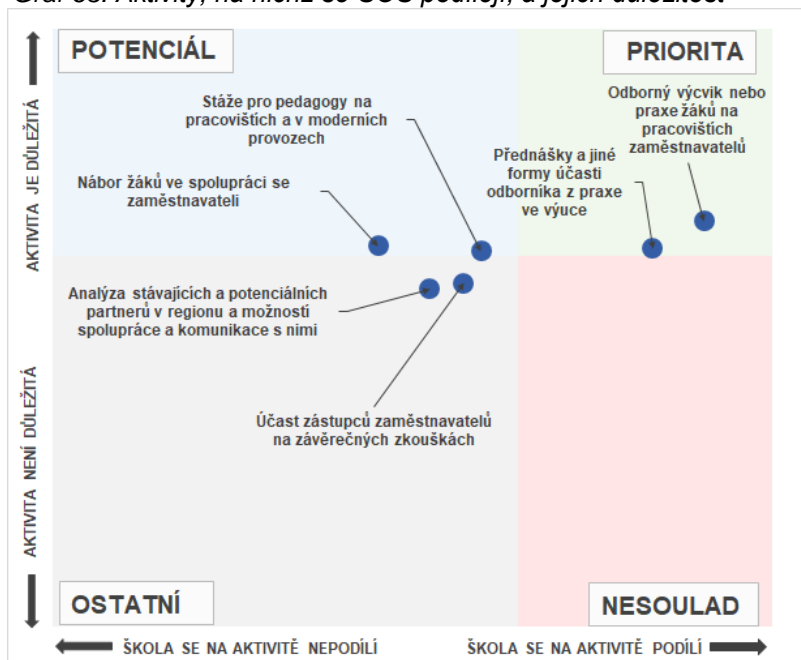 POTENCIÁL
PRIORITA
Stáže pro pedagogy na
pracovištích a v moderních
provozech
Odborný výcvik nebo
praxe žáků na
pracovištích
zaměstnavatelů
Nábor žáků ve spolupráci se
zaměstnavateli
Přednášky a jiné
formy účasti
odborníka z praxe
ve výuce
Analýza stávajících a potenciálních
partnerů v regionu a možností
spolupráce a komunikace s nimi
Účast zástupců zaměstnavatelů
na závěrečných zkouškách
AKTIVITA JE DŮLEŽITÁ
AKTIVITA NENÍ DŮLEŽITÁ
OSTATNÍ
NESOULAD
ŠKOLA SE NA AKTIVITĚ NEPODÍLÍ
ŠKOLA SE NA AKTIVITĚ PODÍLÍ